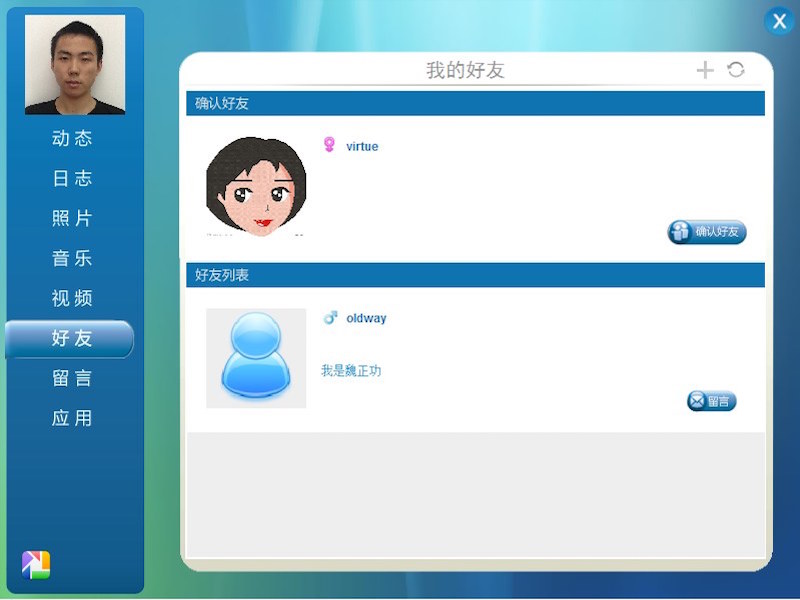 我的好友
动态
日志
照片
音乐
视频
好友
留言
应用
确认好友
virtue
确认好友
好友列表
oldway
我是魏正功
留言